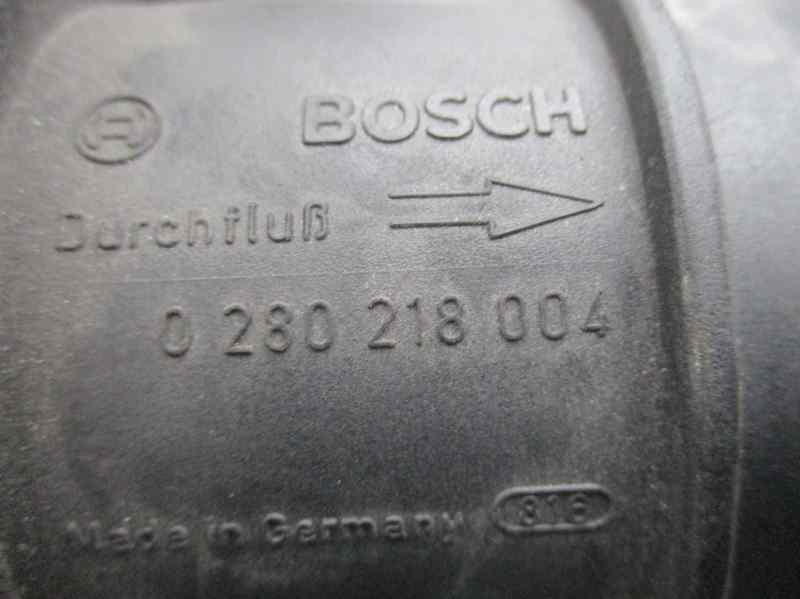 BOSCH
Durchfluß
0 280 218 004
Made in Germany 816